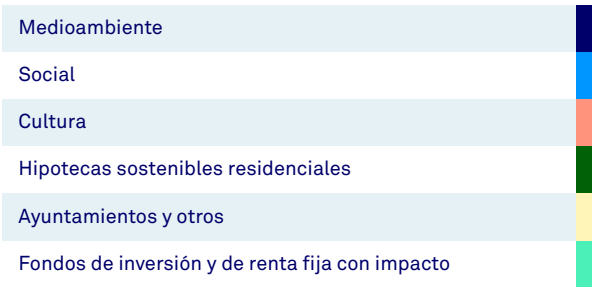 Medioambiente
Social
Cultura
Hipotecas sostenibles residenciales
Ayuntamientos y otros
Fondos de inversión y de renta fija con impacto